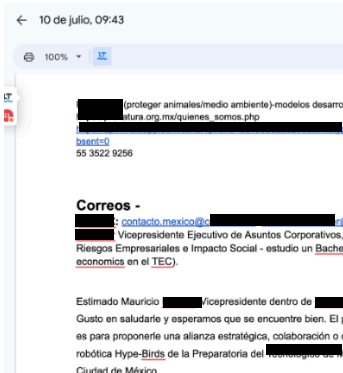 10 de julio, 09:43
100%
(proteger animales/medio ambiente)-modelos desarro
atura.org.mx/quienes_somos.php
bsent=0
55 3522 9256
Correos -
: contacto.mexico@c
Vicepresidente Ejecutivo de Asuntos Corporativos,
Riesgos Empresariales e Impacto Social - estudio un Bache
economics en el TEC).
Estimado Mauricio Vicepresidente dentro de
Gusto en saludarle y esperamos que se encuentre bien. El p
es para proponerle una alianza estratégica, colaboración o
robótica Hype-Birds de la Preparatoria del
Ciudad de México